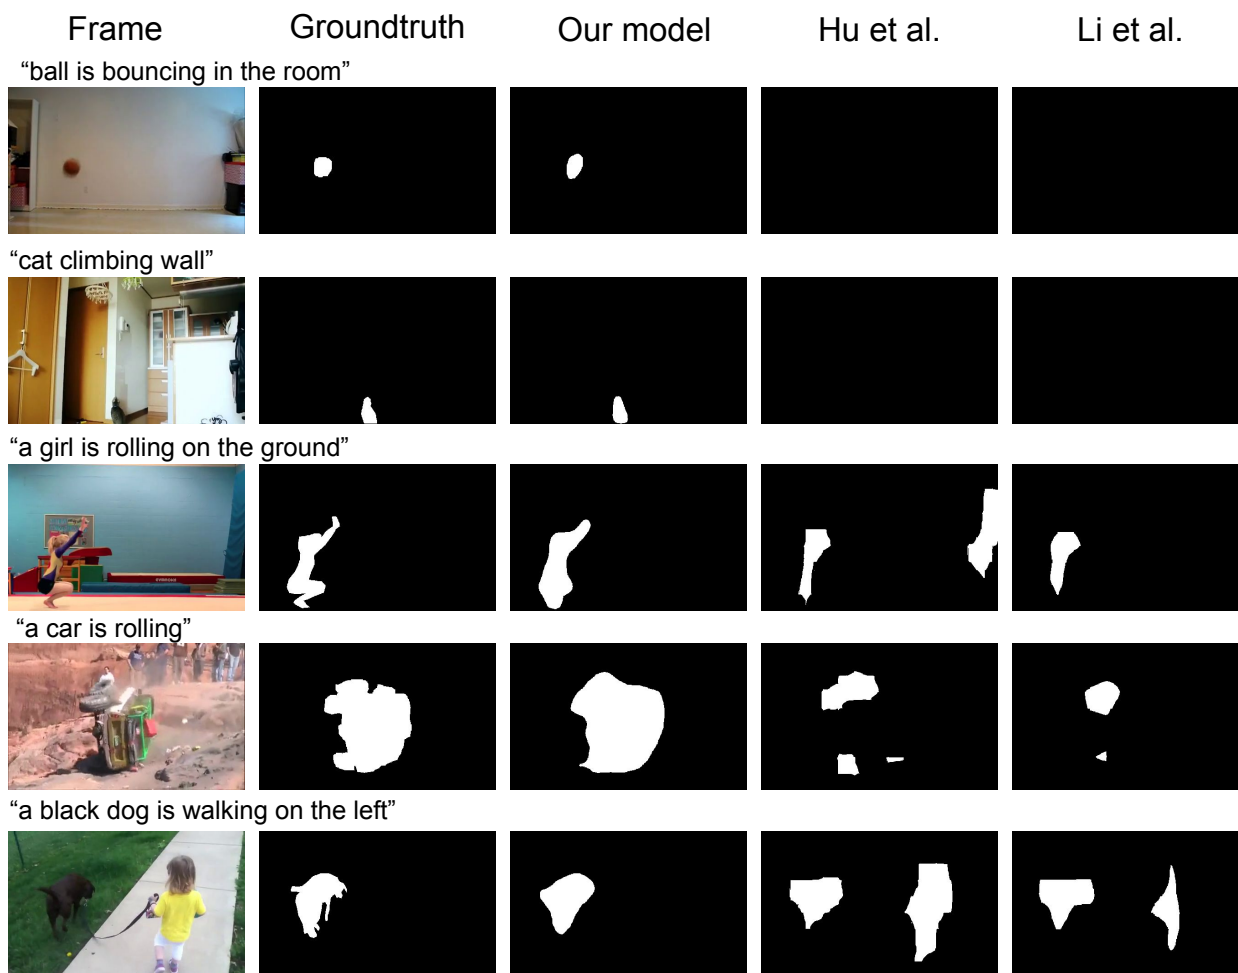 Frame Groundtruth Our model Hu et al. Li et al.
“ball is bouncing in the room”
“cat climbing wall”
“a girl is rolling on the ground”
“a car is rolling”
“a black dog is walking on the left”